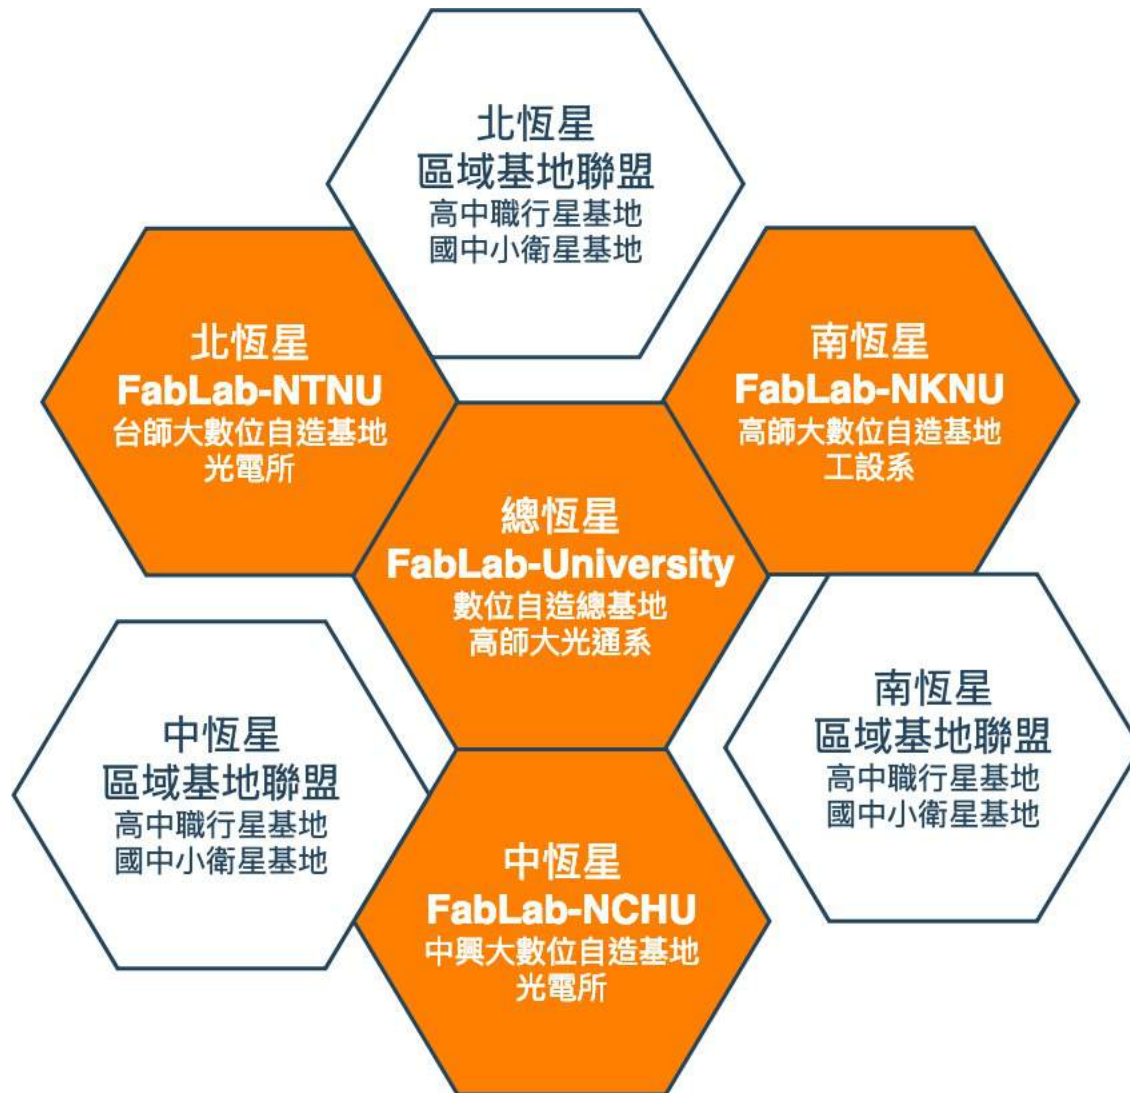 北恆星
區域基地聯盟
高中職行星基地
國中小衛星基地
北恆星
FabLab-NTNU
台師大數位自造基地
光電所
南恆星
FabLab-NKNU
高師大數位自造基地
工設系
總恆星
FabLab-University
數位自造總基地
高師大光通系
中恆星
區域基地聯盟
高中職行星基地
國中小衛星基地
南恆星
區域基地聯盟
高中職行星基地
國中小衛星基地
中恆星
FabLab-NCHU
中興大數位自造基地
光電所